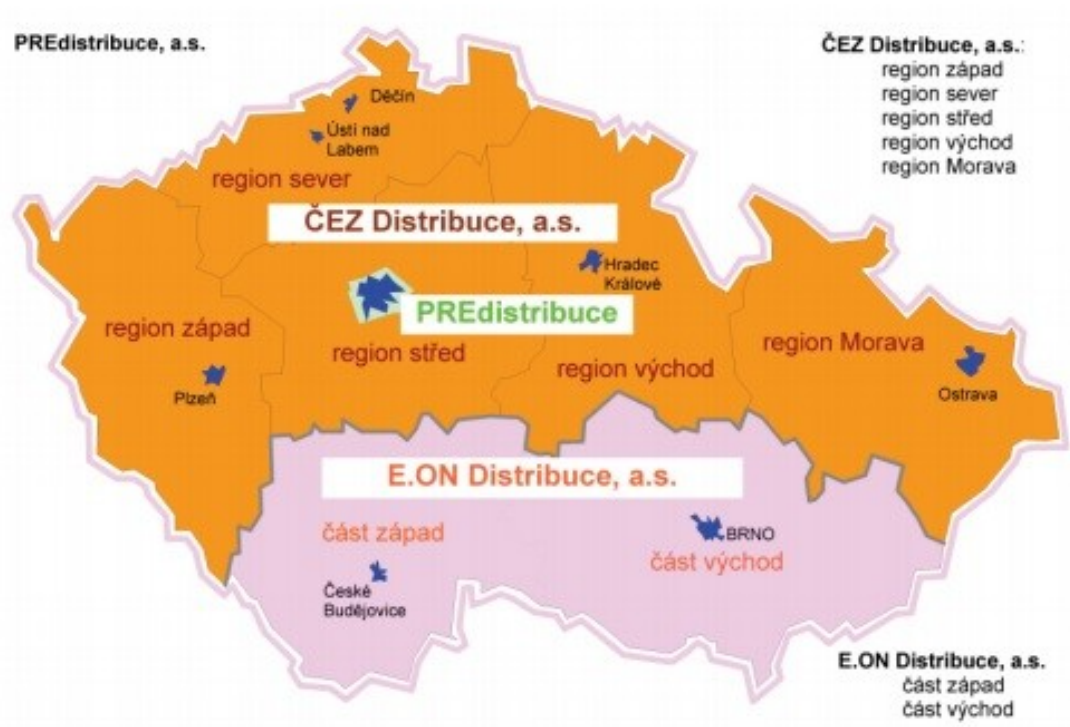 PREdistribuce, a.s.
ČEZ Distribuce, a.s.:
region západ
region sever
region střed
region východ
region Morava
Děčín
Ústí nad
Labem
region sever
ČEZ Distribuce, a.s.
Hradec
Králové
PREdistribuce
region západ
region střed
region východ
region Morava
Plzeň
Ostrava
E.ON Distribuce, a.s.
část západ
BRNO
část východ
České
Budějovice
E.ON Distribuce, a.s.
část západ
část východ